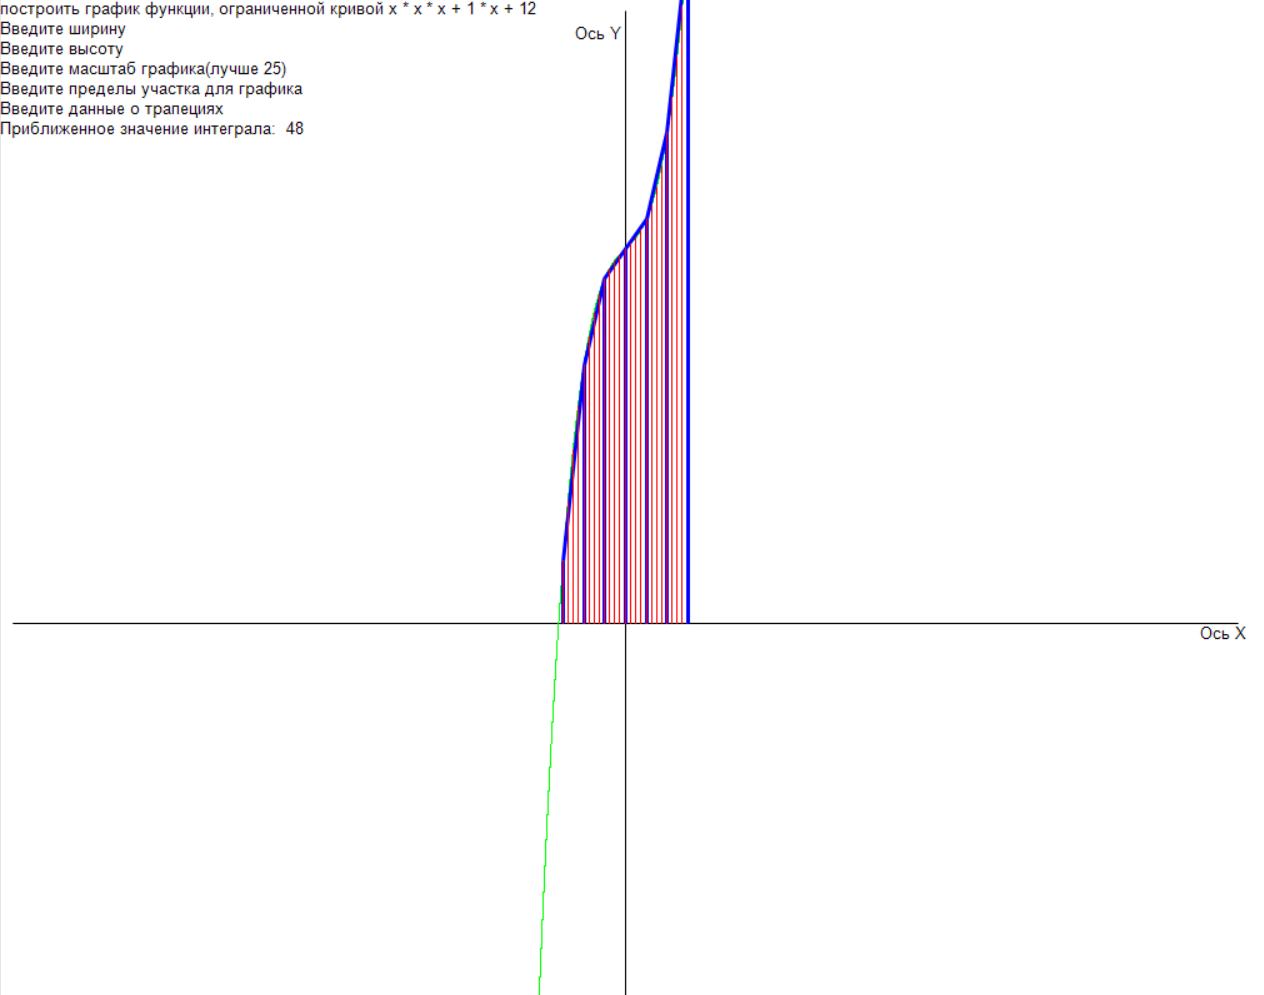 построить график функции, ограниченной кривой x * x * x + 1 * x + 12
Введите ширину
Введите высоту
Введите масштаб графика(лучше 25)
Введите пределы участка для графика
Введите данные о трапециях
Приближенное значение интеграла:  48
Ось Y
Ось X